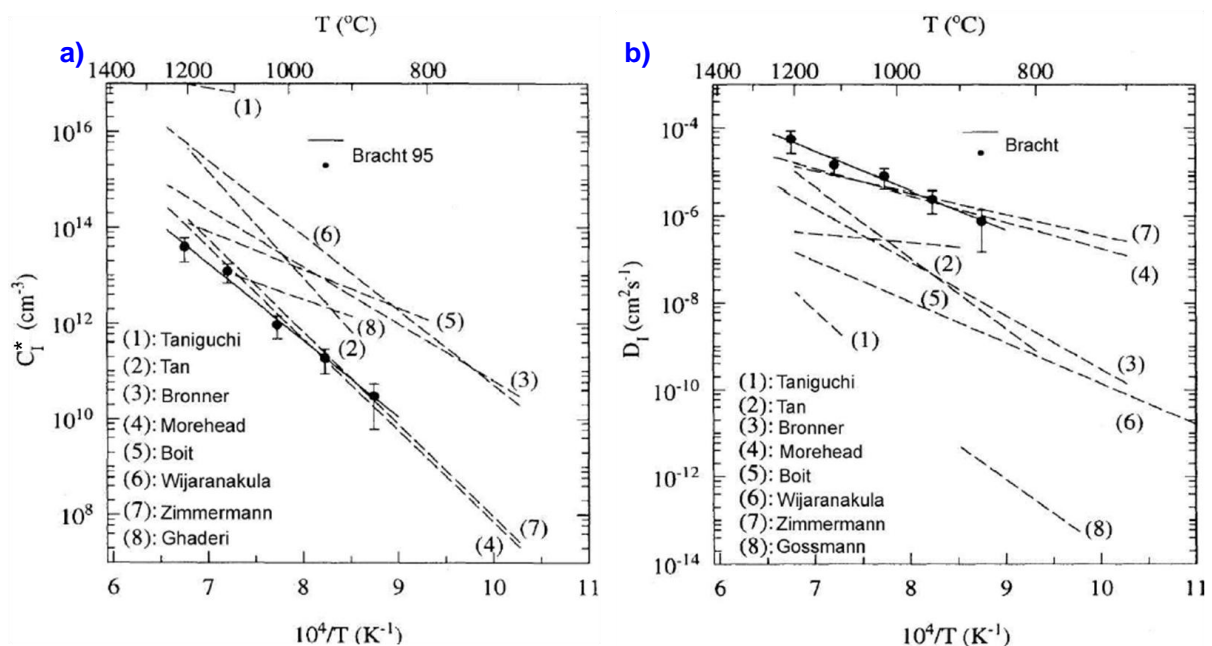 a)
T (°C)
1400 1200 1000 800
(1)
Bracht 95
(6)
(5)
(8)
(2)
(3)
(7)
(4)
10^16
10^14
10^12
10^10
10^8
C_I^* (cm^-3)
(1): Taniguchi
(2): Tan
(3): Bronner
(4): Morehead
(5): Boit
(6): Wijaranakula
(7): Zimmermann
(8): Ghaderi
6 7 8 9 10 11
10^4/T (K^-1)
b)
T (°C)
1400 1200 1000 800
Bracht
(7)
(4)
(2)
(5)
(1)
(3)
(6)
(8)
10^-4
10^-6
10^-8
10^-10
10^-12
10^-14
D_I (cm^2s^-1)
(1): Taniguchi
(2): Tan
(3): Bronner
(4): Morehead
(5): Boit
(6): Wijaranakula
(7): Zimmermann
(8): Gossmann
6 7 8 9 10 11
10^4/T (K^-1)